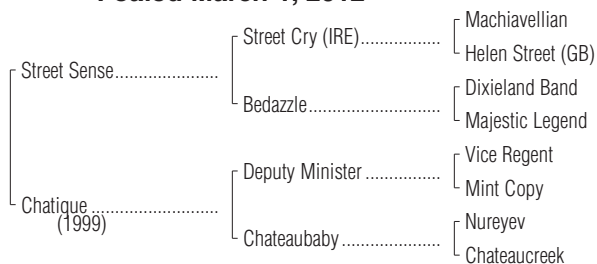 Foaled March 1, 2012
Machiavellian
Street Cry (IRE)..................
Helen Street (GB)
Street Sense.......................
Dixieland Band
Bedazzle..............................
Majestic Legend
Vice Regent
Deputy Minister .................
Mint Copy
Chatique ............................
(1999)
Nureyev
Chateaubaby ......................
Chateaucreek